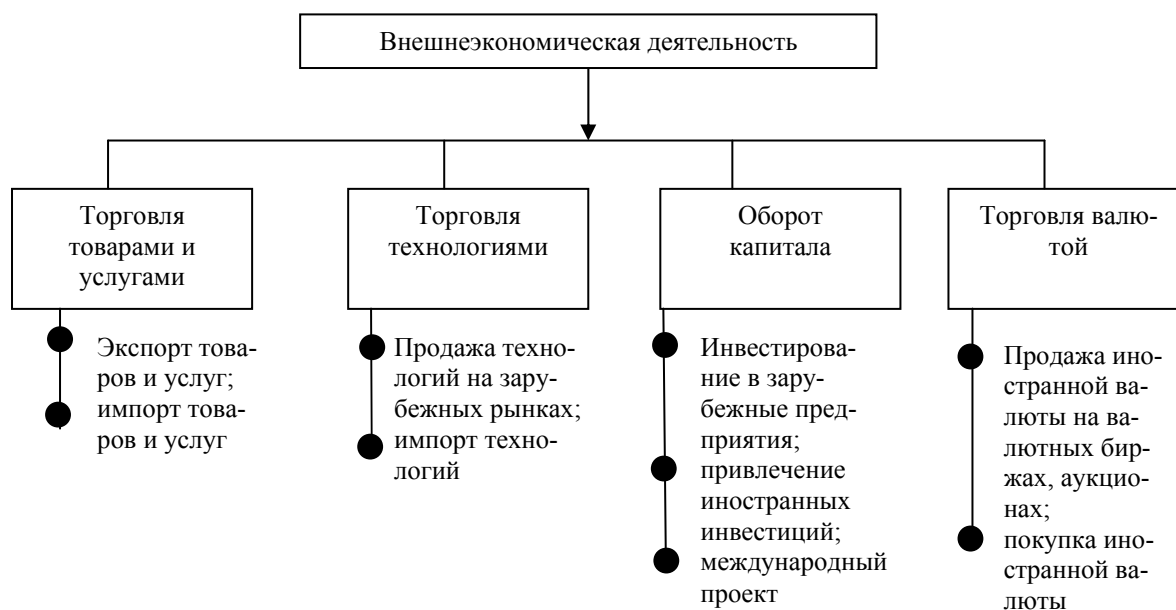 Внешнеэкономическая деятельность
Торговля
товарами и
услугами
Торговля
технологиями
Оборот
капитала
Торговля валю-
той
Экспорт това-
ров и услуг;
импорт това-
ров и услуг
Продажа техно-
логий на зару-
бежных рынках;
импорт техно-
логий
Инвестирова-
ние в зару-
бежные пред-
приятия;
привлечение
иностранных
инвестиций;
международный
проект
Продажа ино-
странной ва-
люты на ва-
лютных бир-
жах, аукцио-
нах;
покупка ино-
странной ва-
люты